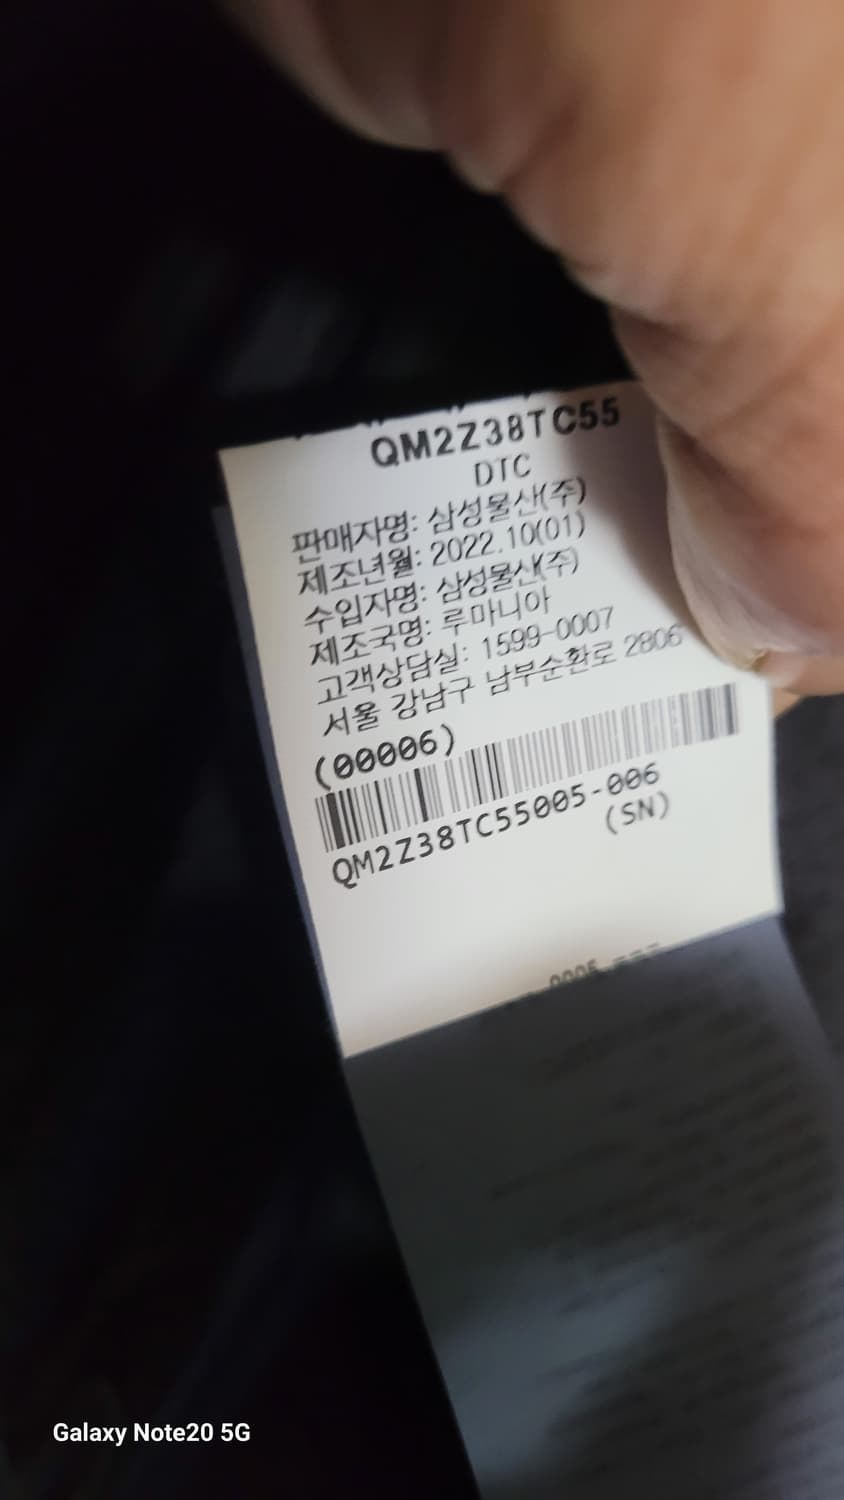 QM2Z38TC55
DTC
판매자명: 삼성물산(주)
제조년월: 2022.10(01)
수입자명: 삼성물산(주)
제조국명: 루마니아
고객상담실: 1599-0007
서울 강남구 남부순환로 2806
(00006)
QM2Z38TC55005-006
(SN)
Galaxy Note20 5G